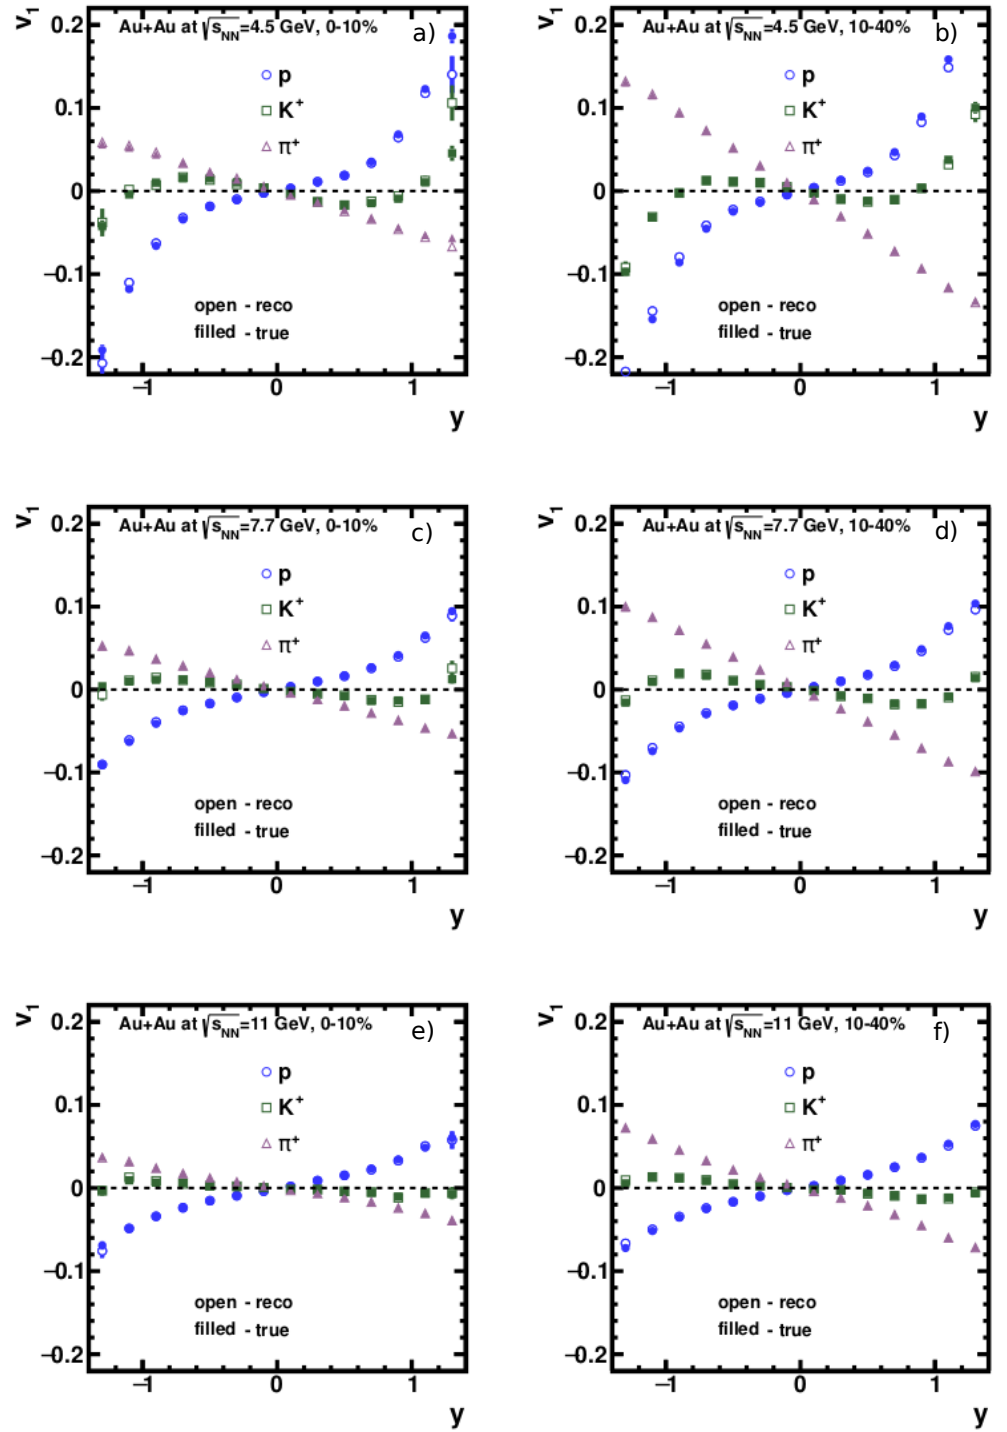 v1
Au+Au at √sNN=4.5 GeV, 0-10%
a)
0.2
p
0.1
K+
π+
0
−0.1
open - reco
filled - true
−0.2
−1 0 1
y
v1
Au+Au at √sNN=4.5 GeV, 10-40%
b)
0.2
p
0.1
K+
π+
0
−0.1
open - reco
filled - true
−0.2
−1 0 1
y
v1
Au+Au at √sNN=7.7 GeV, 0-10%
c)
0.2
p
0.1
K+
π+
0
−0.1
open - reco
filled - true
−0.2
−1 0 1
y
v1
Au+Au at √sNN=7.7 GeV, 10-40%
d)
0.2
p
0.1
K+
π+
0
−0.1
open - reco
filled - true
−0.2
−1 0 1
y
v1
Au+Au at √sNN=11 GeV, 0-10%
e)
0.2
p
0.1
K+
π+
0
−0.1
open - reco
filled - true
−0.2
−1 0 1
y
v1
Au+Au at √sNN=11 GeV, 10-40%
f)
0.2
p
0.1
K+
π+
0
−0.1
open - reco
filled - true
−0.2
−1 0 1
y